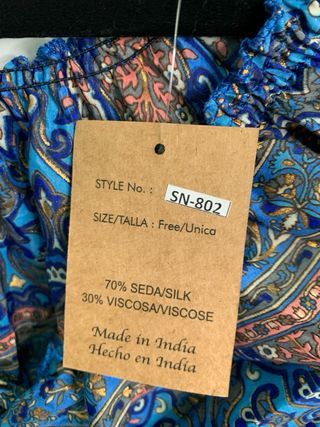 STYLE No. : SN-802
SIZE/TALLA : Free/Unica
70% SEDA/SILK
30% VISCOSA/VISCOSE
Made in India
Hecho en India